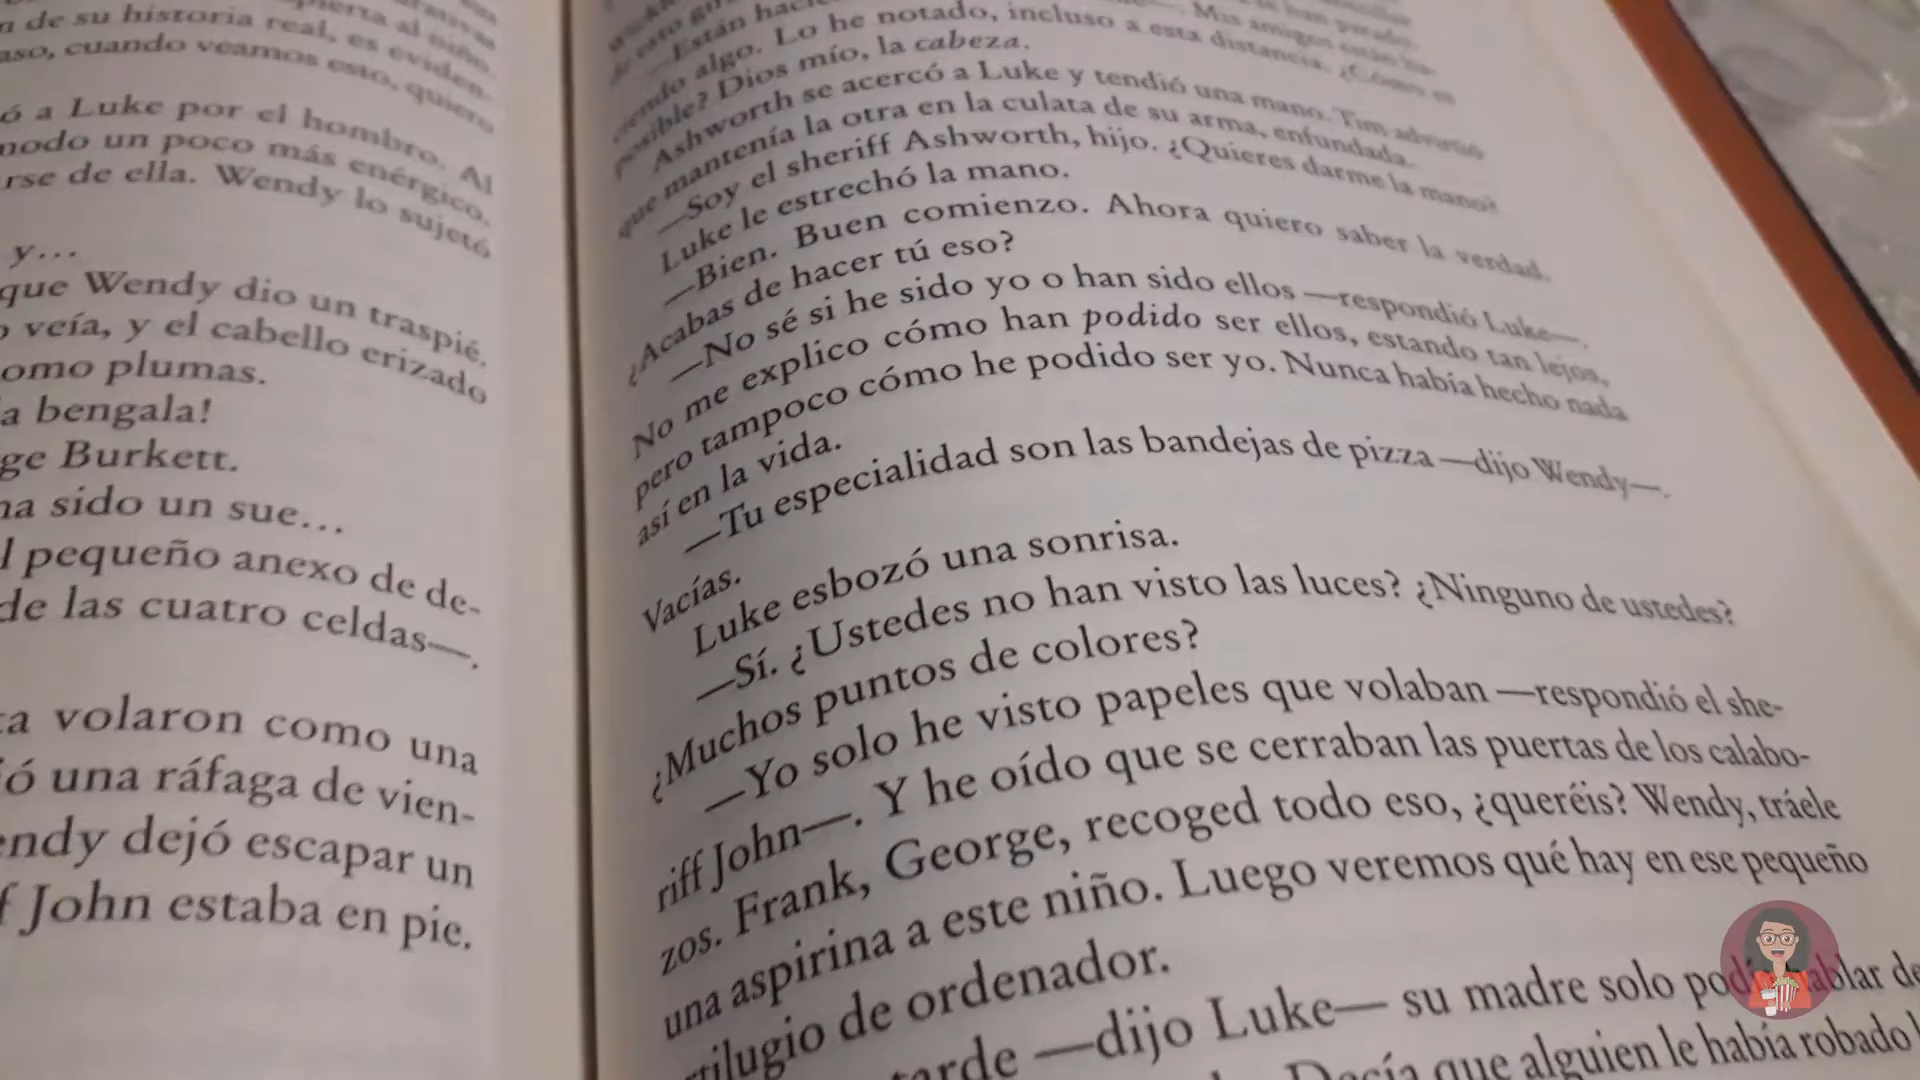 de su historia real, es eviden-
aso, cuando veamos esto, quiero
ó a Luke por el hombro. Al
modo un poco más enérgico.
rse de ella. Wendy lo sujetó
y...
que Wendy dio un traspié.
veía, y el cabello erizado
omo plumas.
a bengala!
ge Burkett.
ha sido un sue...
l pequeño anexo de de-
de las cuatro celdas—.
ta volaron como una
ó una ráfaga de vien-
endy dejó escapar un
f John estaba en pie.
—Están
ciendo algo. Lo he notado, incluso a esta distancia. ¿Cómo es
posible? Dios mío, la cabeza.
Ashworth se acercó a Luke y tendió una mano. Tim advirtió
que mantenía la otra en la culata de su arma, enfundada.
—Soy el sheriff Ashworth, hijo. ¿Quieres darme la mano?
Luke le estrechó la mano.
—Bien. Buen comienzo. Ahora quiero saber la verdad.
¿Acabas de hacer tú eso?
—No sé si he sido yo o han sido ellos —respondió Luke—.
No me explico cómo han podido ser ellos, estando tan lejos,
pero tampoco cómo he podido ser yo. Nunca había hecho nada
así en la vida.
—Tu especialidad son las bandejas de pizza —dijo Wendy—.
Vacías.
Luke esbozó una sonrisa.
—Sí. ¿Ustedes no han visto las luces? ¿Ninguno de ustedes?
¿Muchos puntos de colores?
—Yo solo he visto papeles que volaban —respondió el she-
riff John—. Y he oído que se cerraban las puertas de los calabo-
zos. Frank, George, recoged todo eso, ¿queréis? Wendy, tráele
una aspirina a este niño. Luego veremos qué hay en ese pequeño
artilugio de ordenador.
tarde —dijo Luke— su madre solo podía hablar de
Decía que alguien le había robado